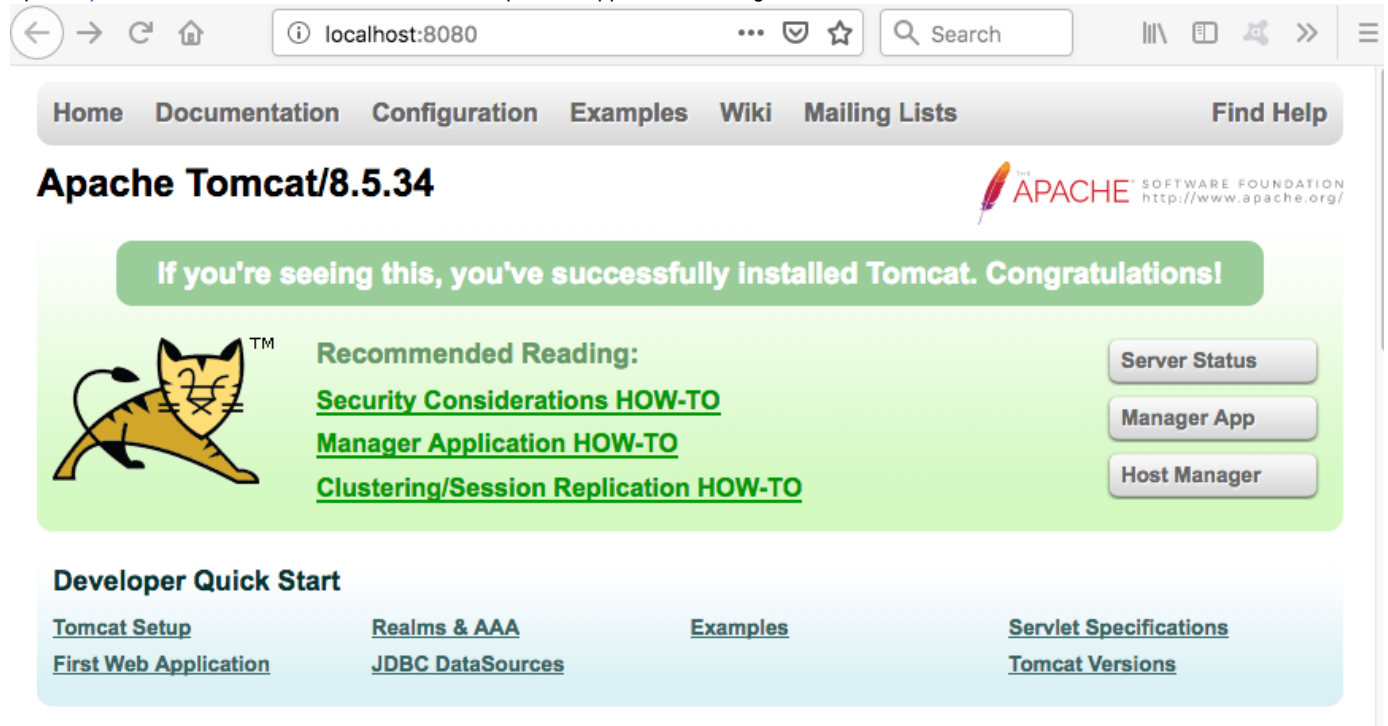 localhost:8080
Search
Home Documentation Configuration Examples Wiki Mailing Lists Find Help
Apache Tomcat/8.5.34
THE
APACHE SOFTWARE FOUNDATION
http://www.apache.org/
If you're seeing this, you've successfully installed Tomcat. Congratulations!
TM
Recommended Reading:
Security Considerations HOW-TO
Manager Application HOW-TO
Clustering/Session Replication HOW-TO
Server Status
Manager App
Host Manager
Developer Quick Start
Tomcat Setup
First Web Application
Realms & AAA
JDBC DataSources
Examples
Servlet Specifications
Tomcat Versions